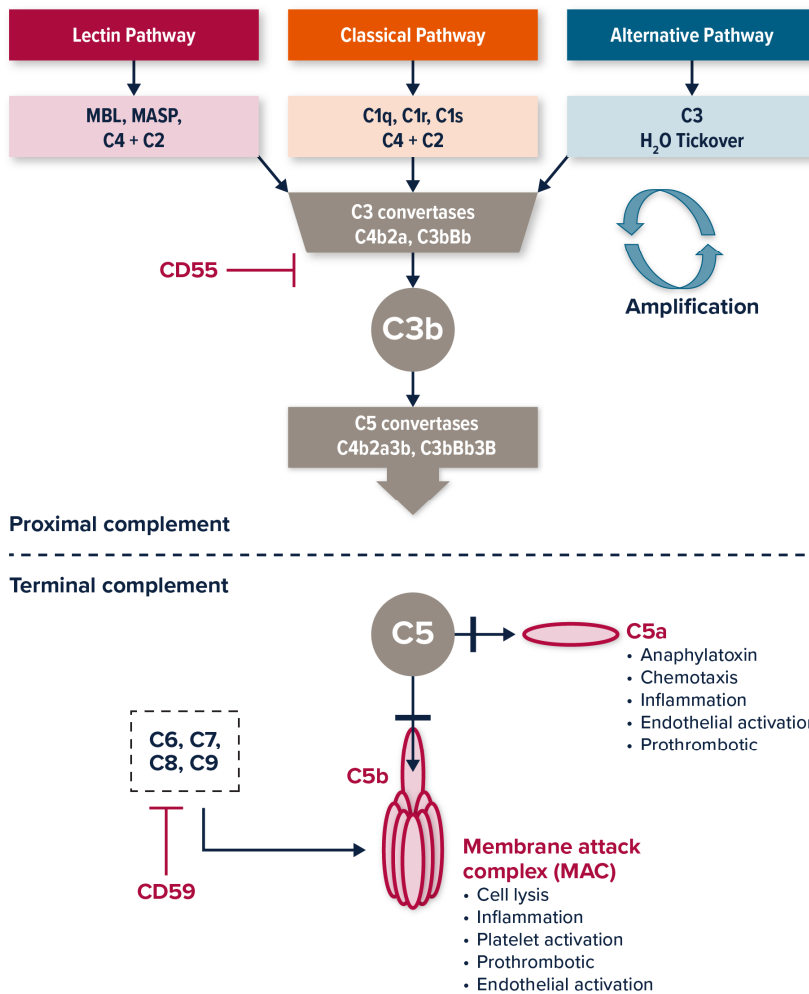 Lectin Pathway
Classical Pathway
Alternative Pathway
MBL, MASP,
C4 + C2
C1q, C1r, C1s
C4 + C2
C3
H₂O Tickover
C3 convertases
C4b2a, C3bBb
CD55
Amplification
C3b
C5 convertases
C4b2a3b, C3bBb3B
Proximal complement
Terminal complement
C5
C5a
• Anaphylatoxin
• Chemotaxis
• Inflammation
• Endothelial activation
• Prothrombotic
C6, C7,
C8, C9
C5b
CD59
Membrane attack
complex (MAC)
• Cell lysis
• Inflammation
• Platelet activation
• Prothrombotic
• Endothelial activation